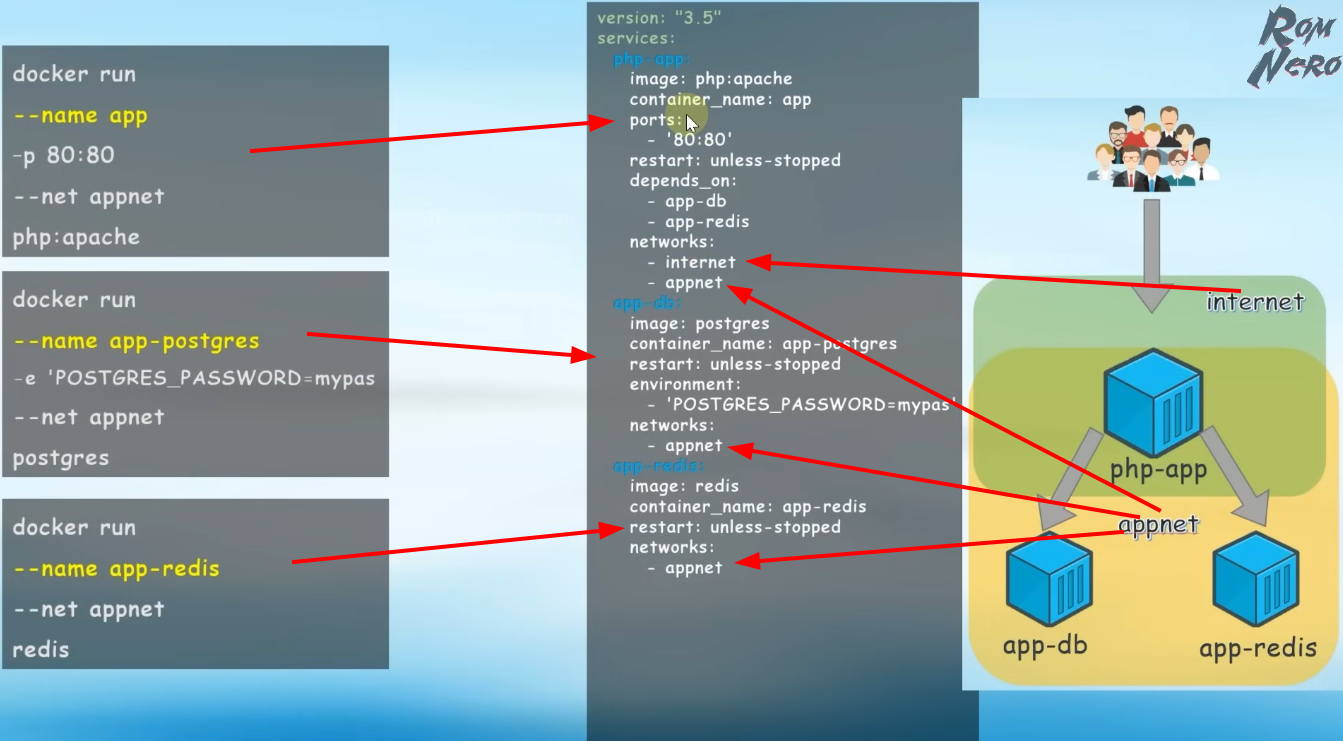 docker run
--name app
-p 80:80
--net appnet
php:apache
docker run
--name app-postgres
-e 'POSTGRES_PASSWORD=mypas
--net appnet
postgres
docker run
--name app-redis
--net appnet
redis
version: "3.5"
services:
php-app:
image: php:apache
container_name: app
ports:
- '80:80'
restart: unless-stopped
depends_on:
- app-db
- app-redis
networks:
- internet
- appnet
app-db:
image: postgres
container_name: app-postgres
restart: unless-stopped
environment:
- 'POSTGRES_PASSWORD=mypas'
networks:
- appnet
app-redis:
image: redis
container_name: app-redis
restart: unless-stopped
networks:
- appnet
Rom
Nero
internet
php-app
appnet
app-db
app-redis